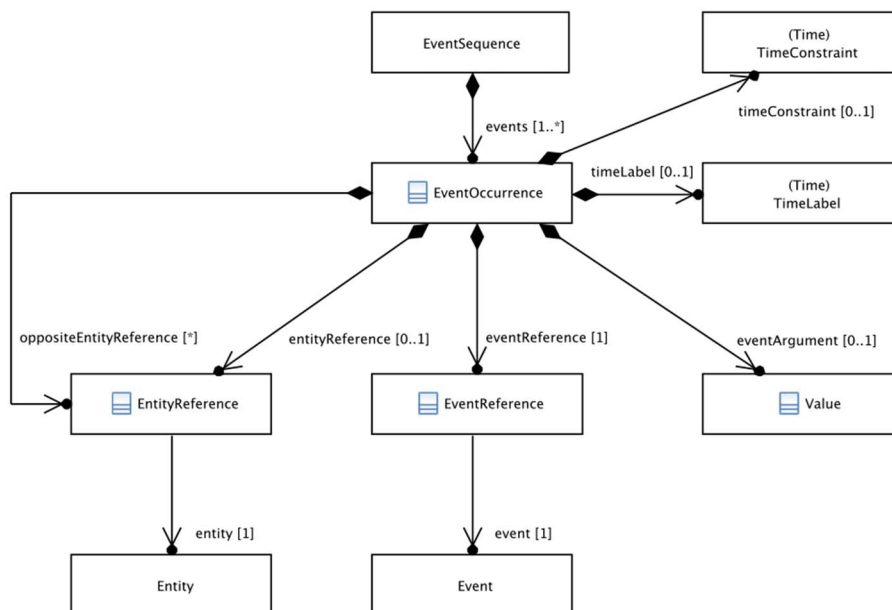 EventSequence
(Time)
TimeConstraint
timeConstraint [0..1]
events [1..*]
timeLabel [0..1]
EventOccurrence
(Time)
TimeLabel
oppositeEntityReference [*]
entityReference [0..1]
eventReference [1]
eventArgument [0..1]
EntityReference
EventReference
Value
entity [1]
event [1]
Entity
Event